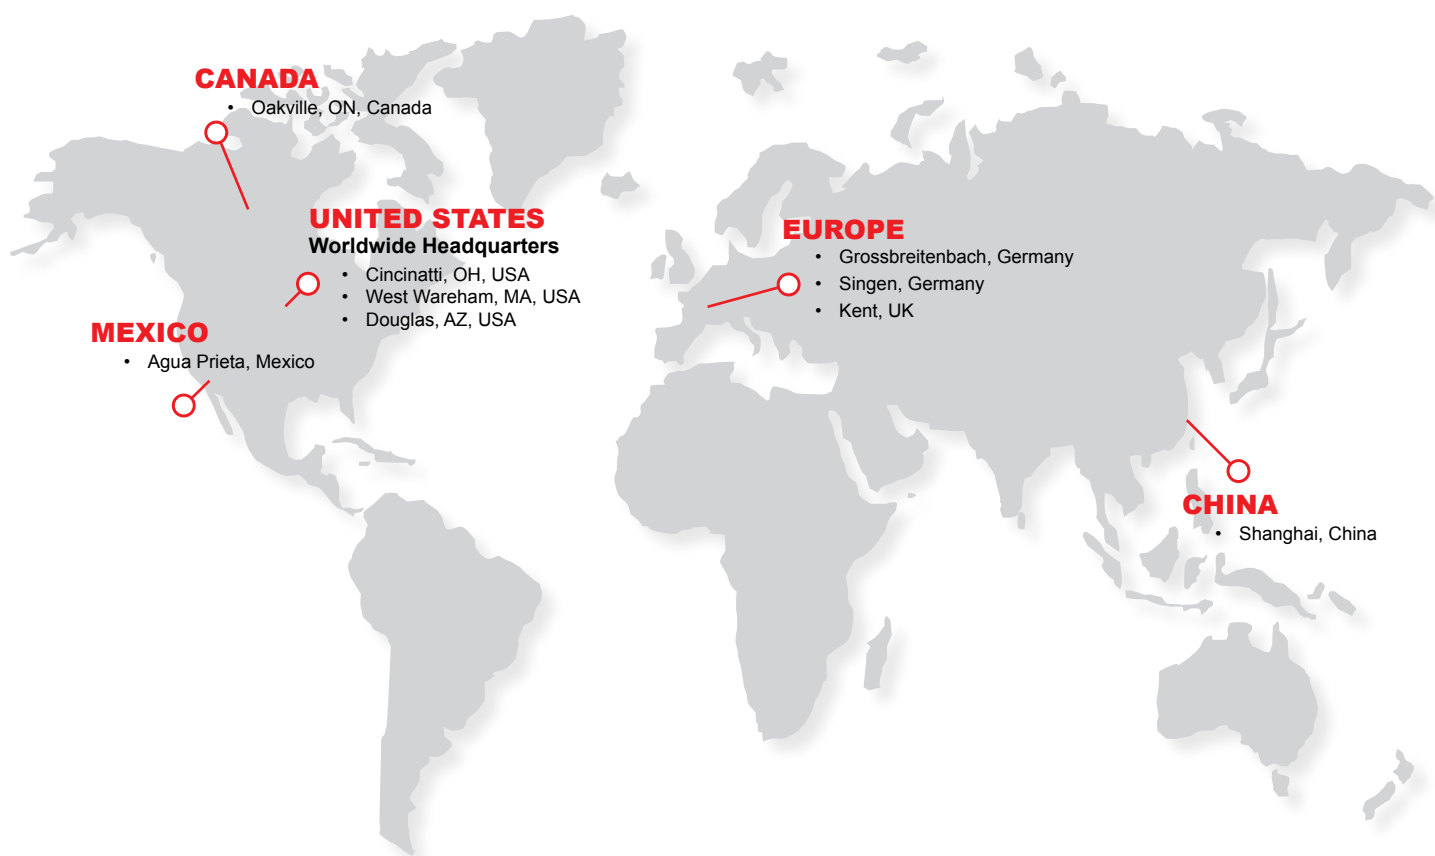 CANADA
• Oakville, ON, Canada
UNITED STATES
Worldwide Headquarters
• Cincinatti, OH, USA
• West Wareham, MA, USA
• Douglas, AZ, USA
MEXICO
• Agua Prieta, Mexico
EUROPE
• Grossbreitenbach, Germany
• Singen, Germany
• Kent, UK
CHINA
• Shanghai, China